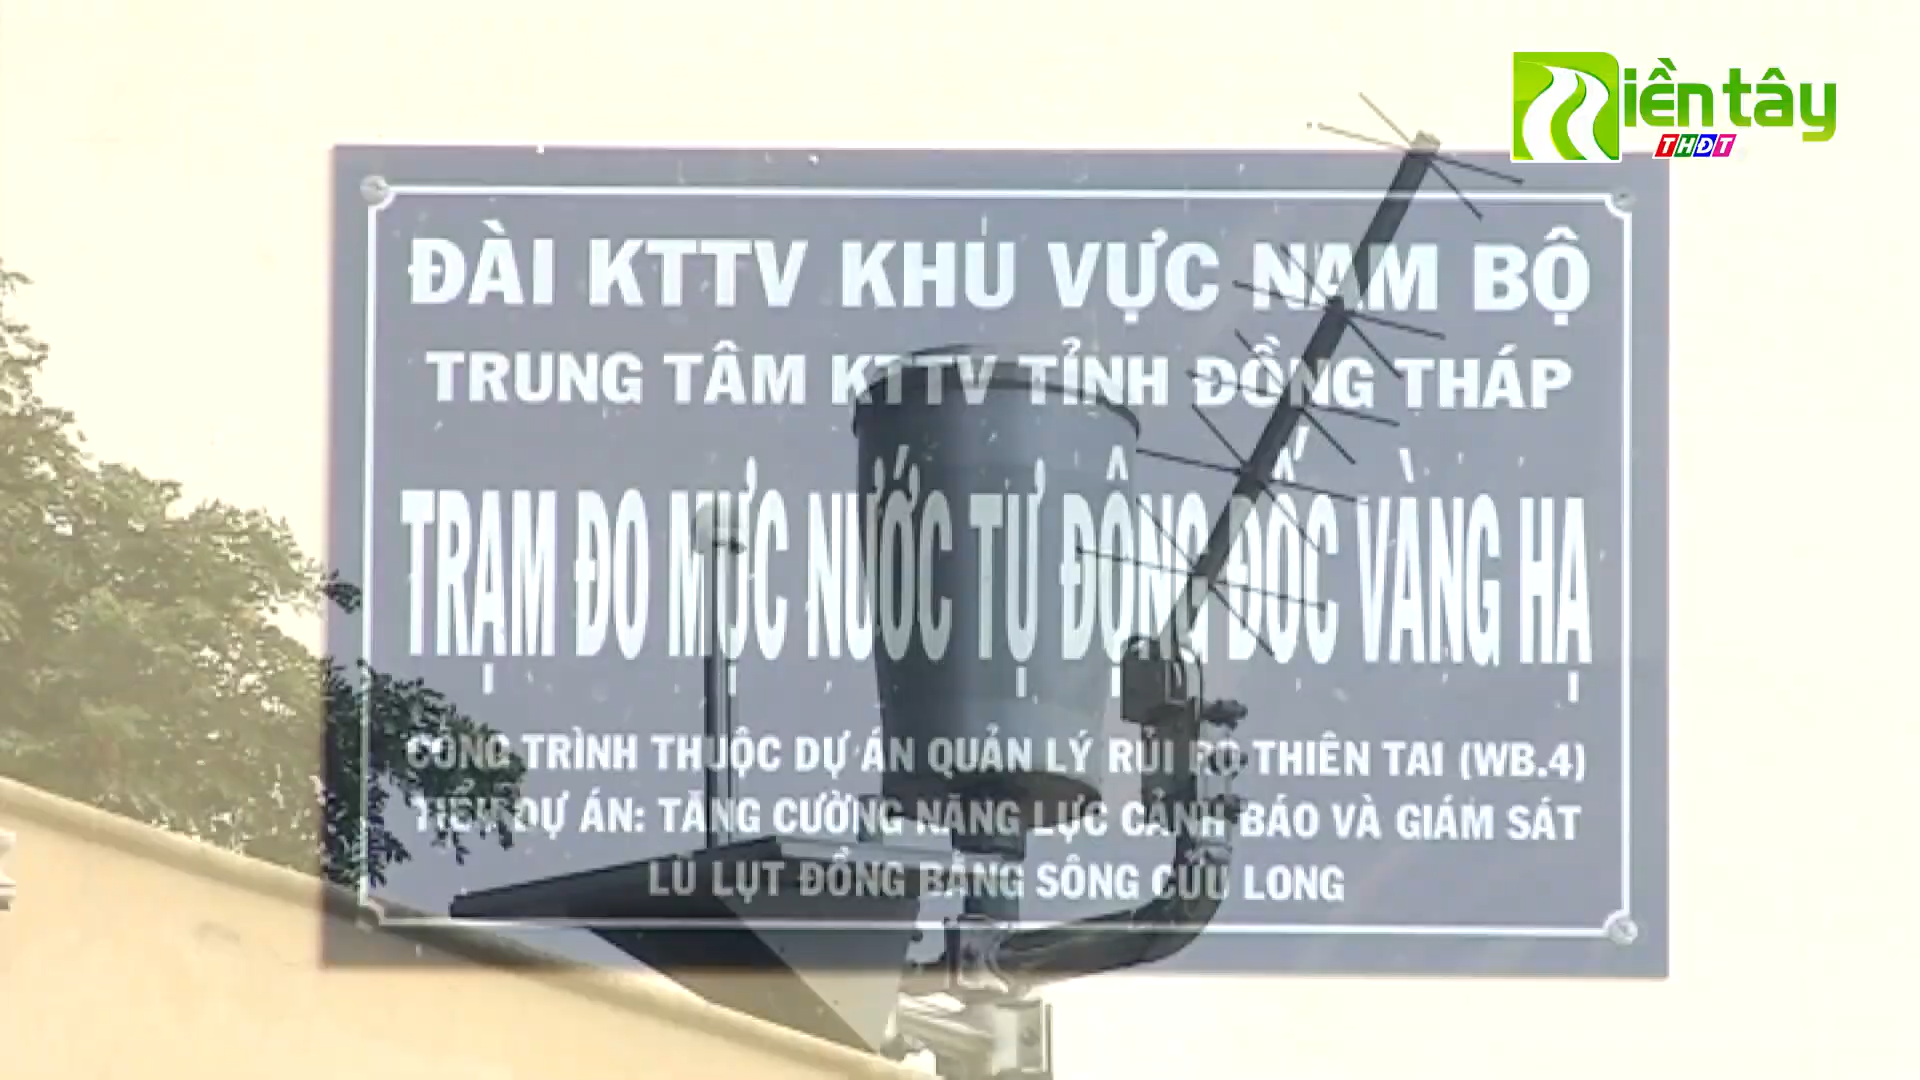 iền tây
THĐT
ĐÀI KTTV KHU VỰC NAM BỘ
TRUNG TÂM KTTV TỈNH ĐỒNG THÁP
TRẠM ĐO MỰC NƯỚC TỰ ĐỘNG ĐỐC VÀNG HẠ
CÔNG TRÌNH THUỘC DỰ ÁN QUẢN LÝ RỦI RO THIÊN TAI (WB.4)
TIỂU DỰ ÁN: TĂNG CƯỜNG NĂNG LỰC CẢNH BÁO VÀ GIÁM SÁT
LŨ LỤT ĐỒNG BẰNG SÔNG CỬU LONG